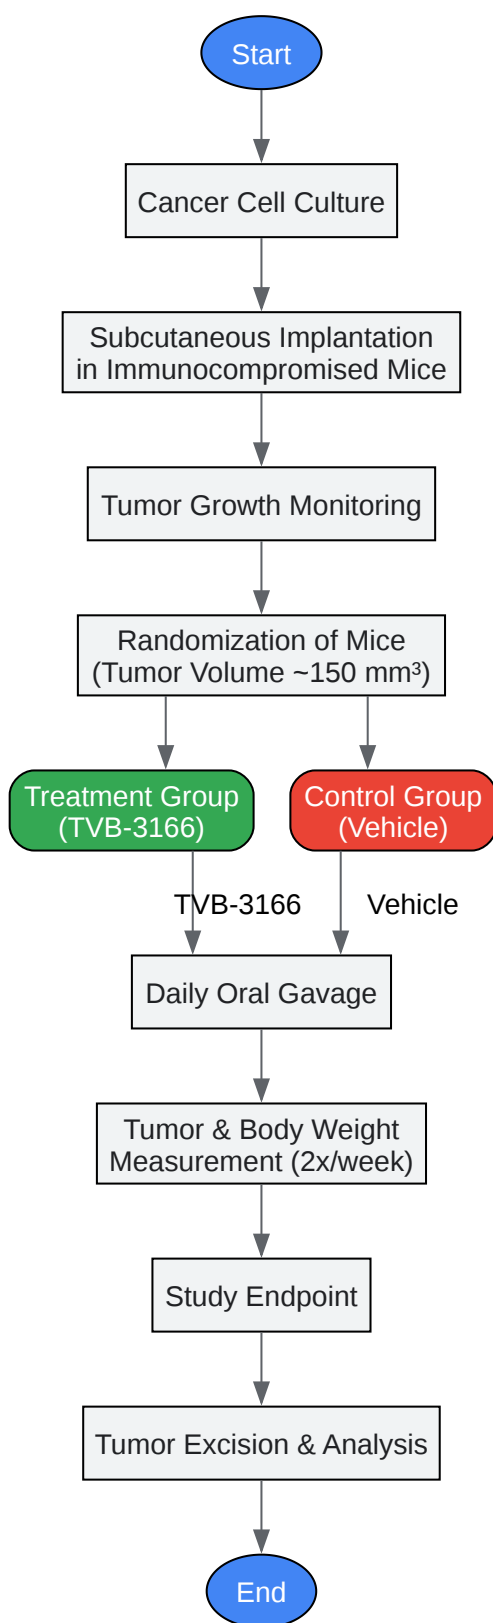 Start
Cancer Cell Culture
Subcutaneous Implantation
in Immunocompromised Mice
Tumor Growth Monitoring
Randomization of Mice
(Tumor Volume ~150 mm³)
Treatment Group
(TVB-3166)
Control Group
(Vehicle)
TVB-3166
Vehicle
Daily Oral Gavage
Tumor & Body Weight
Measurement (2x/week)
Study Endpoint
Tumor Excision & Analysis
End